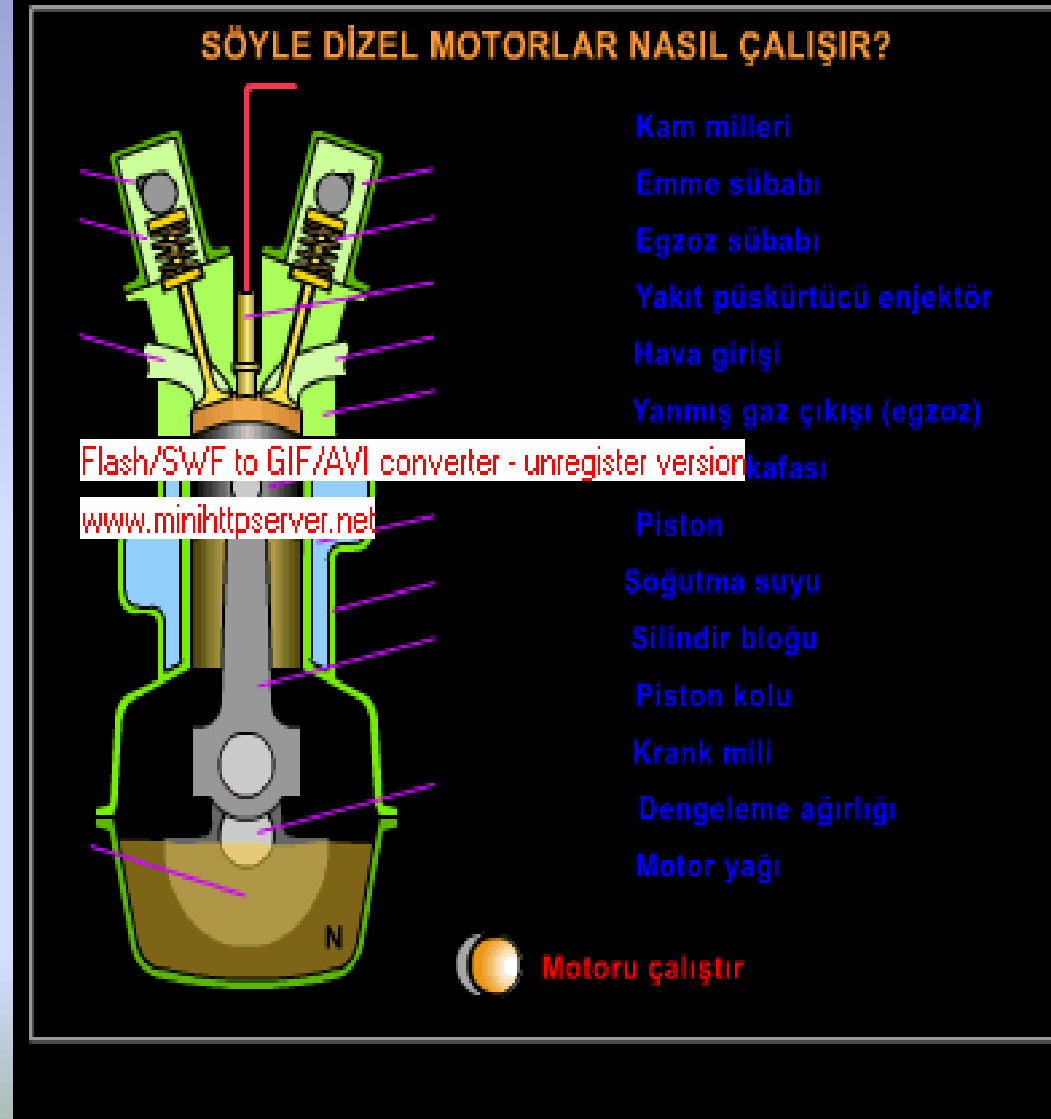 SÖYLE DİZEL MOTORLAR NASIL ÇALIŞIR?
Kam milleri
Emme sübabı
Egzoz sübabı
Yakıt püskürtücü enjektör
Hava girişi
Yanmış gaz çıkışı (egzoz)
Flash/SWF to GIF/AVI converter - unregister version
kafası
www.minihttpserver.net
Piston
Soğutma suyu
Silindir bloğu
Piston kolu
Krank mili
Dengeleme ağırlığı
Motor yağı
N
Motoru çalıştır